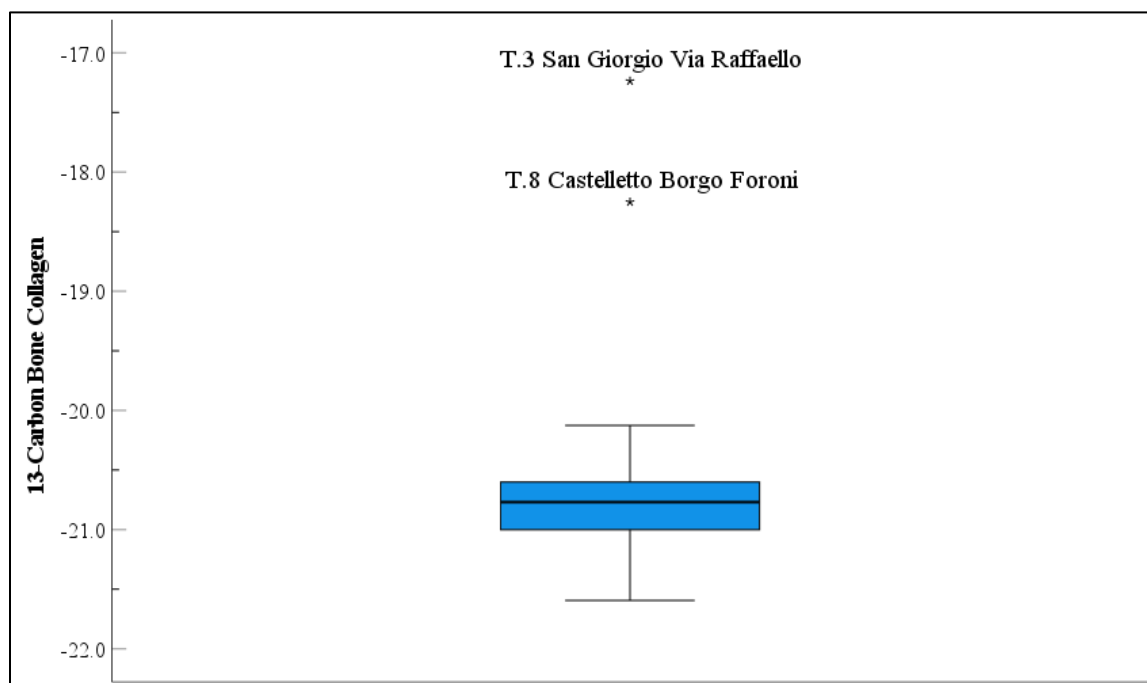 13-Carbon Bone Collagen
-17.0
-18.0
-19.0
-20.0
-21.0
-22.0
T.3 San Giorgio Via Raffaello
*
T.8 Castelletto Borgo Foroni
*